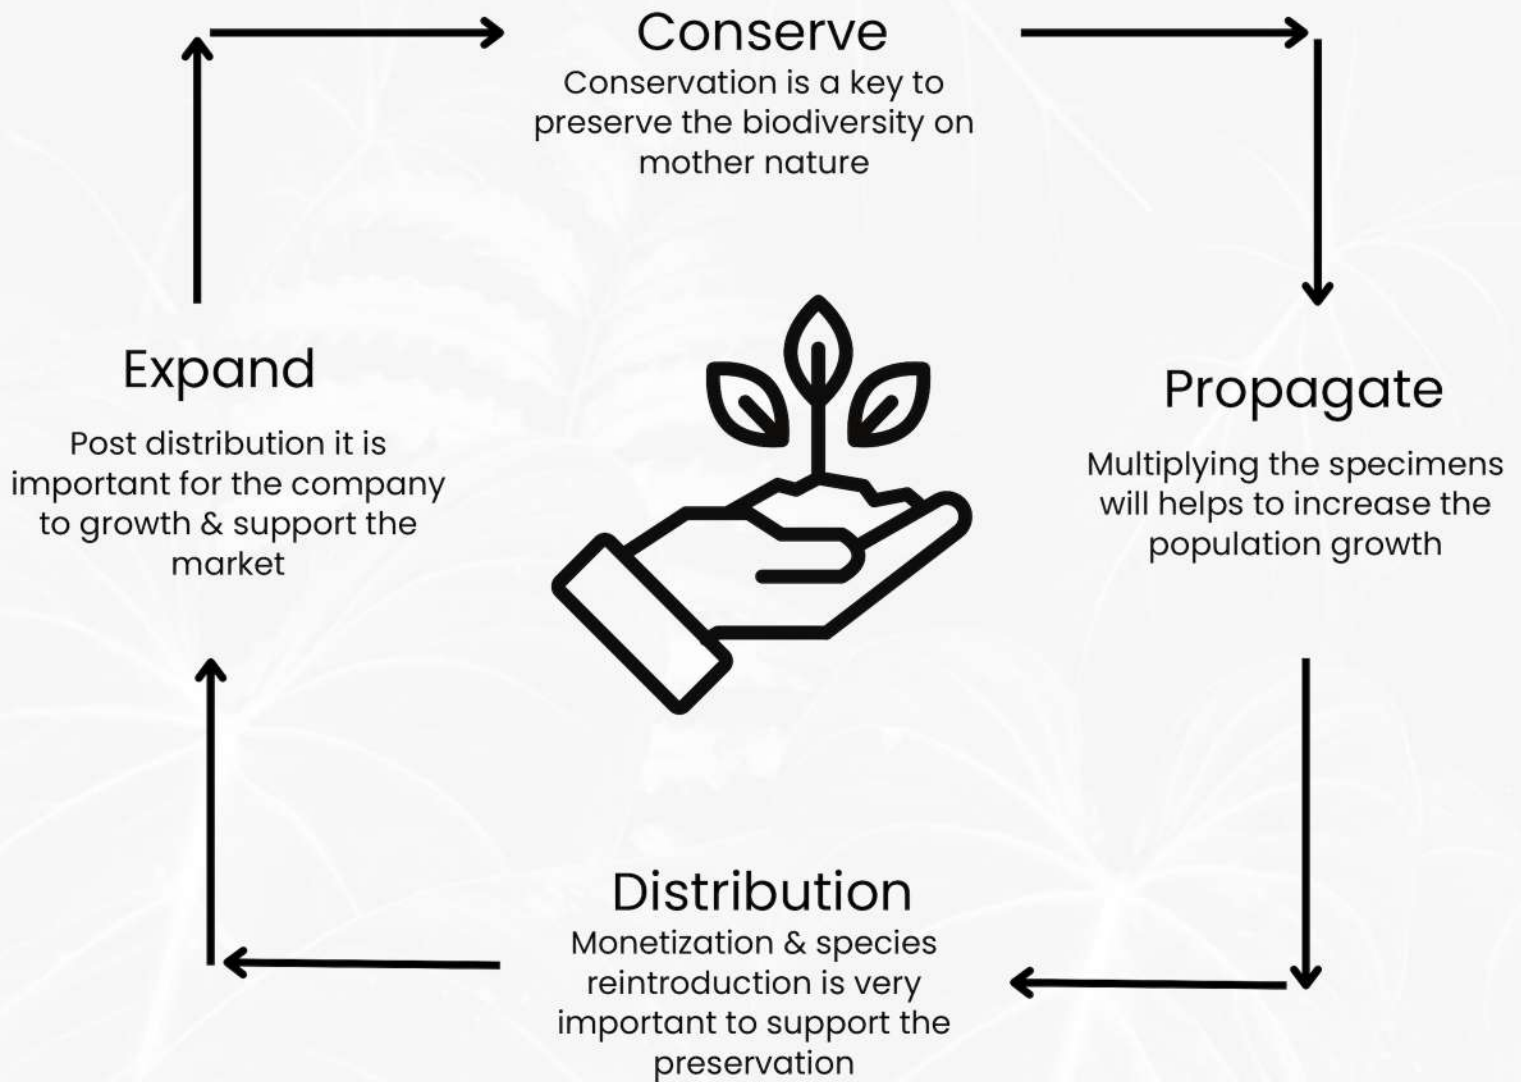 Conserve
Conservation is a key to
preserve the biodiversity on
mother nature
Expand
Post distribution it is
important for the company
to growth & support the
market
Propagate
Multiplying the specimens
will helps to increase the
population growth
Distribution
Monetization & species
reintroduction is very
important to support the
preservation